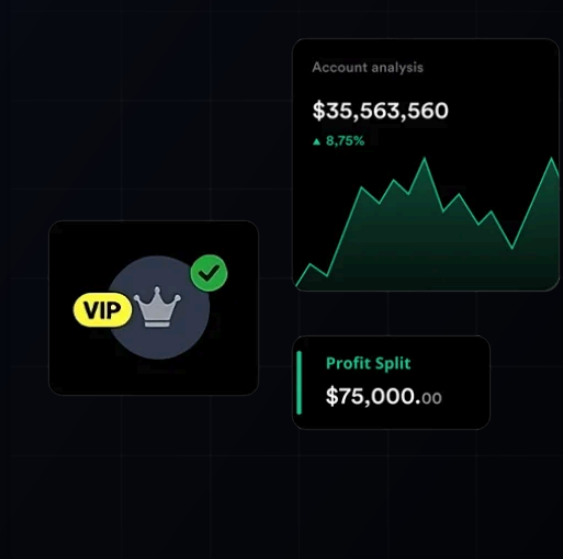 Account analysis
$35,563,560
▲ 8,75%
VIP
Profit Split
$75,000.00